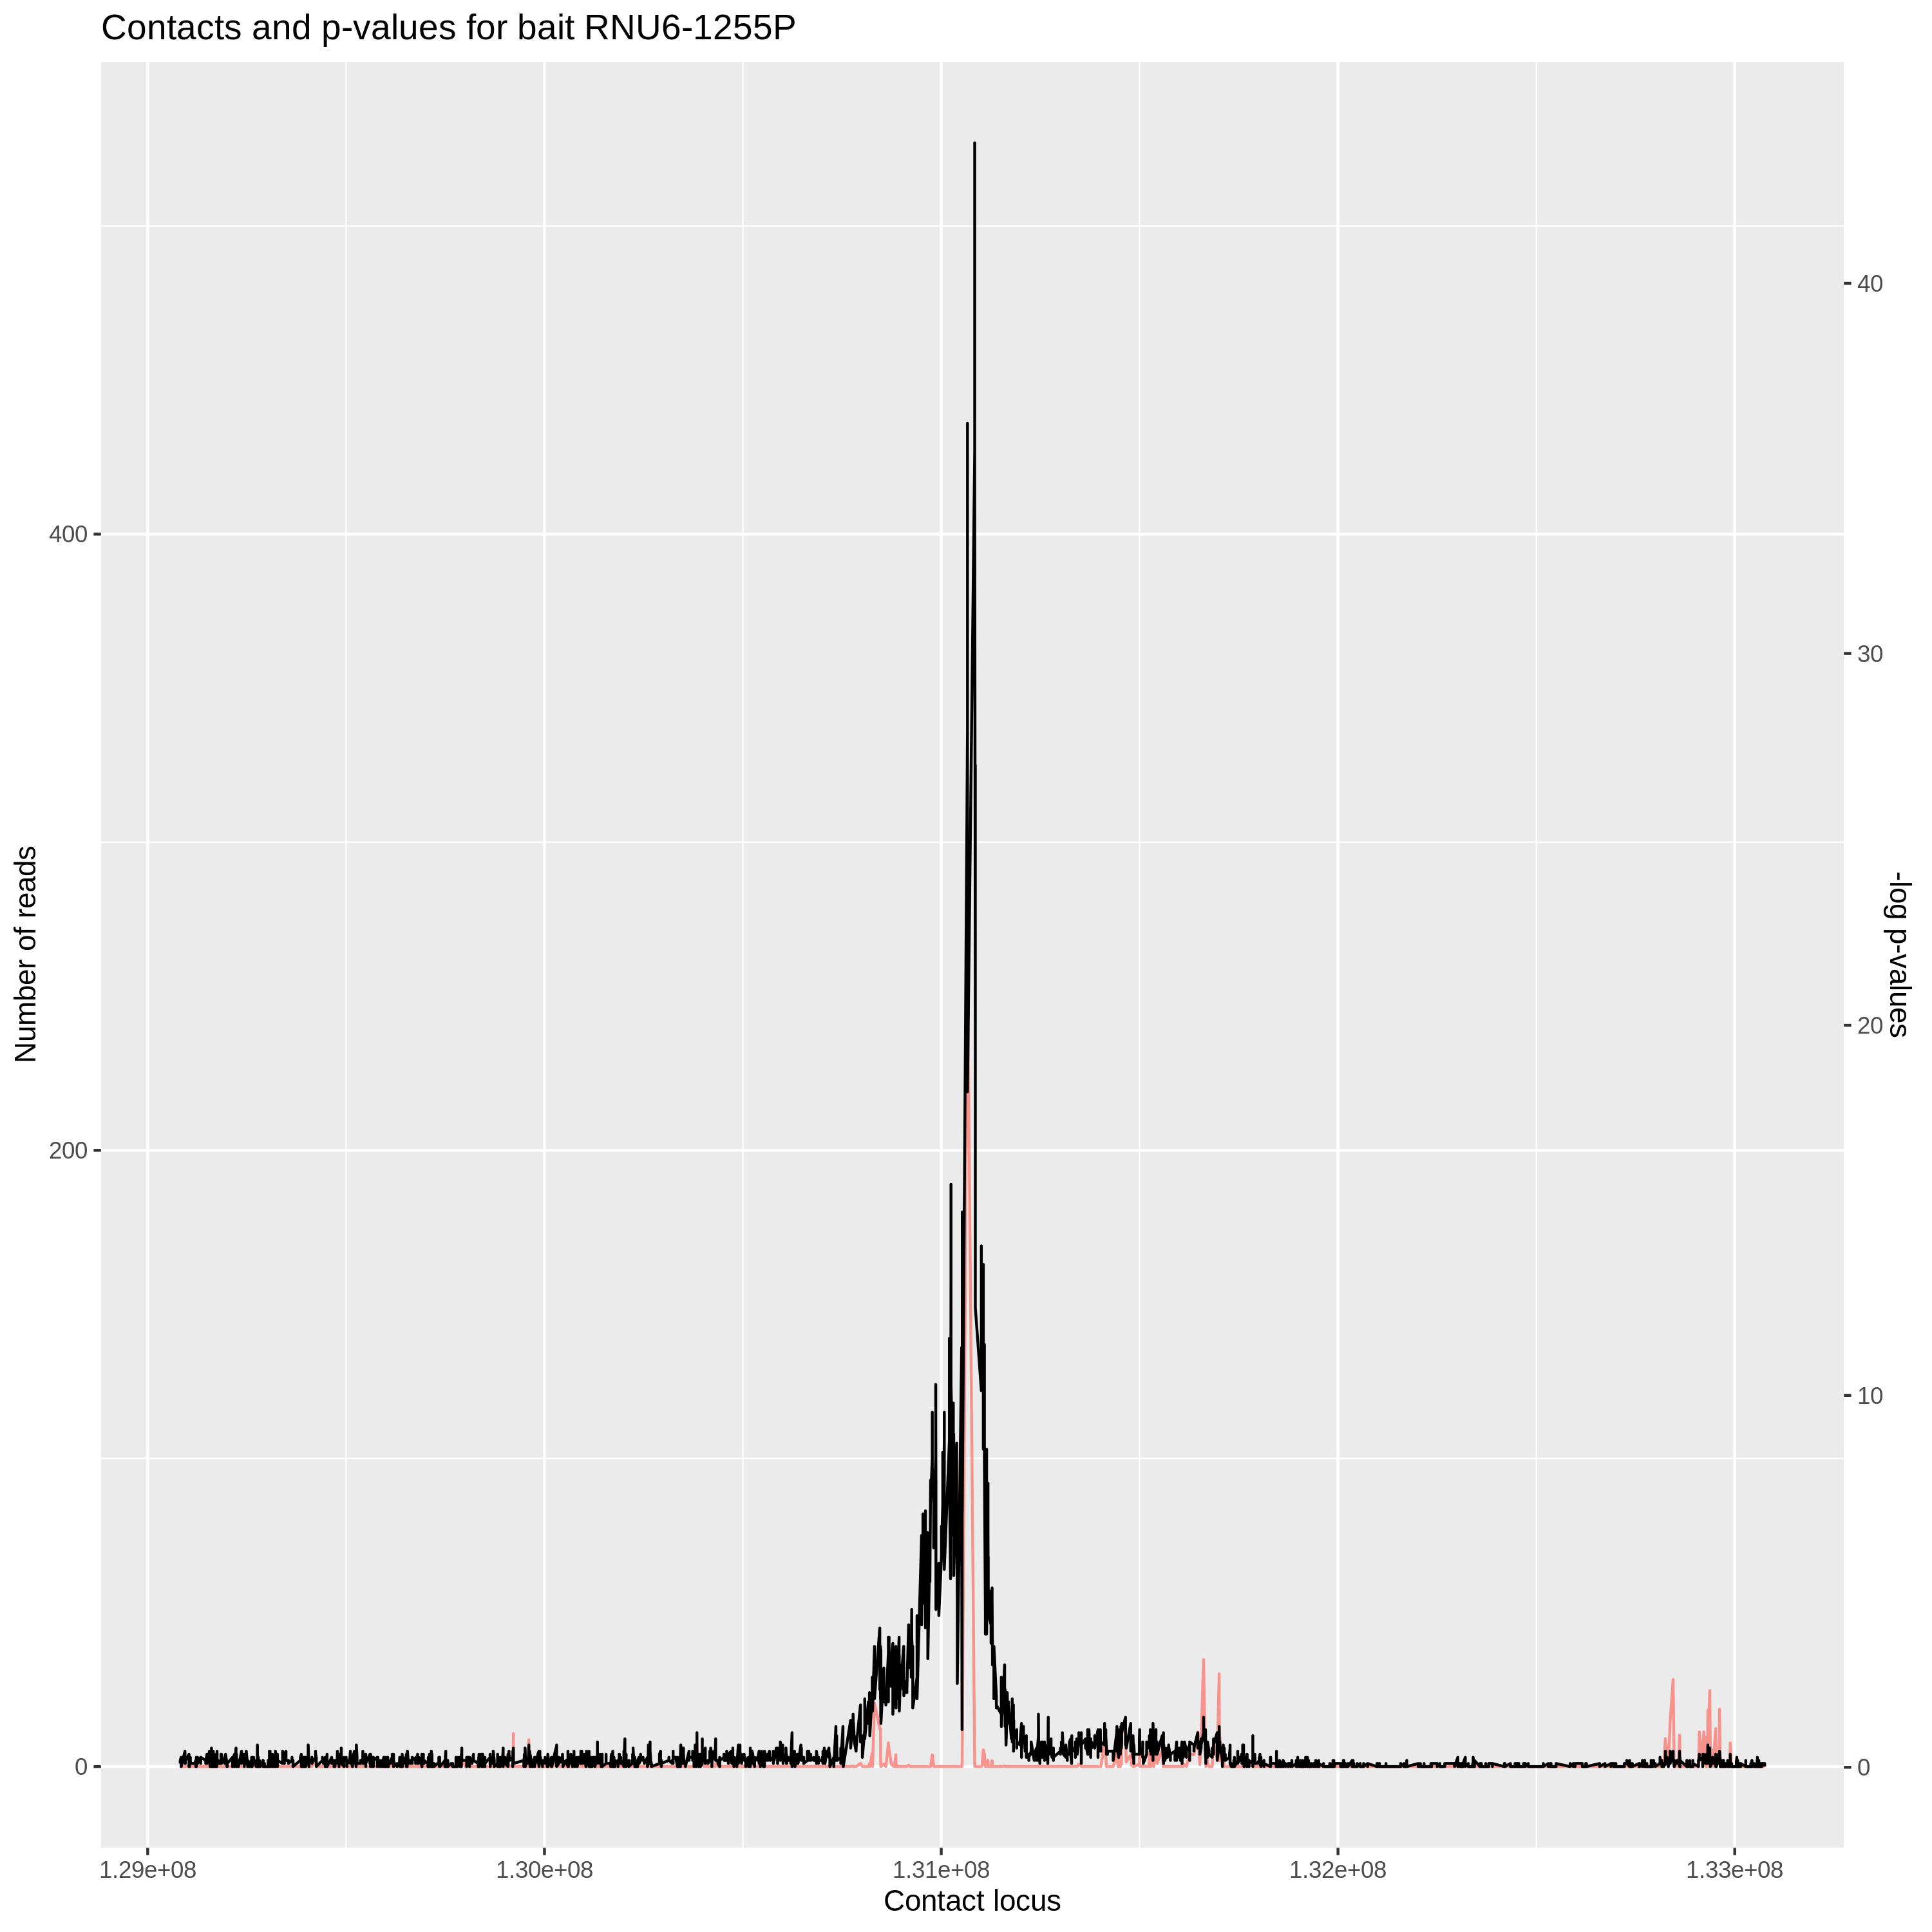 Contacts and p-values for bait RNU6-1255P
Number of reads
400
200
0
40
30
20
10
0
-log p-values
1.29e+08 1.30e+08 1.31e+08 1.32e+08 1.33e+08
Contact locus